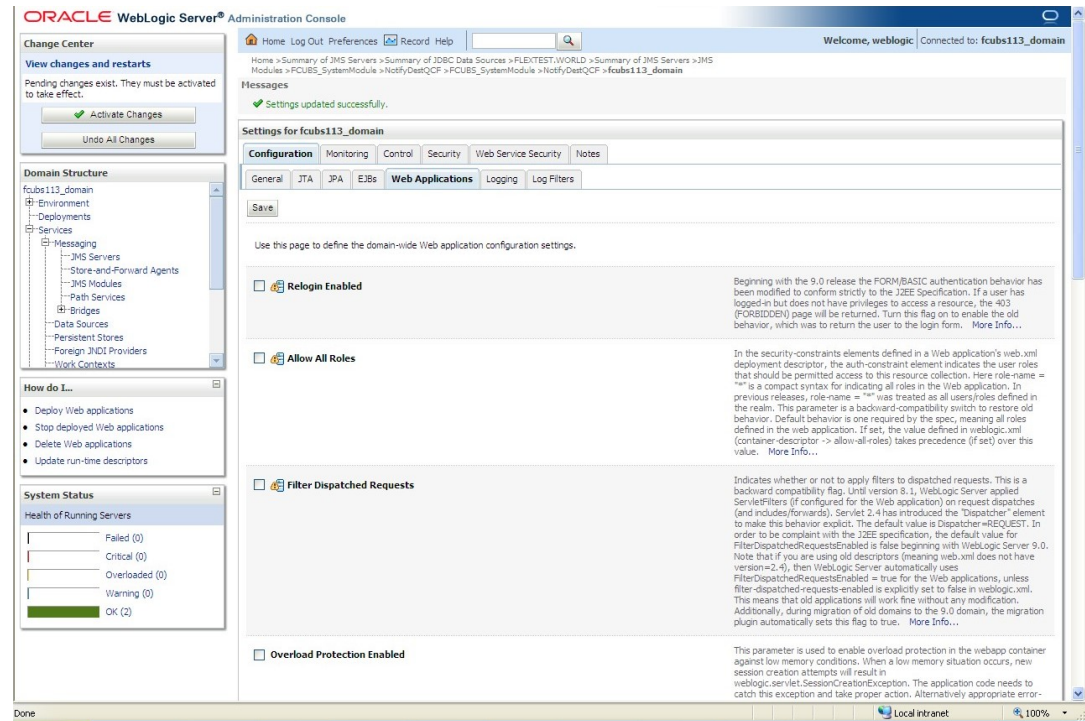 ORACLE WebLogic Server® Administration Console
Change Center
View changes and restarts
Pending changes exist. They must be activated
to take effect.
Activate Changes
Undo All Changes
Domain Structure
fcubs113_domain
Environment
Deployments
Services
Messaging
JMS Servers
Store-and-Forward Agents
JMS Modules
Path Services
Bridges
Data Sources
Persistent Stores
Foreign JNDI Providers
Work Contexts
How do I...
Deploy Web applications
Stop deployed Web applications
Delete Web applications
Update run-time descriptors
System Status
Health of Running Servers
Failed (0)
Critical (0)
Overloaded (0)
Warning (0)
OK (2)
Home Log Out Preferences Record Help
Welcome, weblogic Connected to: fcubs113_domain
Home >Summary of JMS Servers >Summary of JDBC Data Sources >FLEXTEST.WORLD >Summary of JMS Servers >JMS
Modules >FCUBS_SystemModule >NotifyDestQCF >FCUBS_SystemModule >NotifyDestQCF >fcubs113_domain
Messages
Settings updated successfully.
Settings for fcubs113_domain
Configuration Monitoring Control Security Web Service Security Notes
General JTA JPA EJBs Web Applications Logging Log Filters
Save
Use this page to define the domain-wide Web application configuration settings.
Relogin Enabled
Beginning with the 9.0 release the FORM/BASIC authentication behavior has
been modified to conform strictly to the J2EE Specification. If a user has
logged-in but does not have privileges to access a resource, the 403
(FORBIDDEN) page will be returned. Turn this flag on to enable the old
behavior, which was to return the user to the login form. More Info...
Allow All Roles
In the security-constraints elements defined in a Web application's web.xml
deployment descriptor, the auth-constraint element indicates the user roles
that should be permitted access to this resource collection. Here role-name =
"*" is a compact syntax for indicating all roles in the Web application. In
previous releases, role-name = "*" was treated as all users/roles defined in
the realm. This parameter is a backward-compatibility switch to restore old
behavior. Default behavior is one required by the spec, meaning all roles
defined in the web application. If set, the value defined in weblogic.xml
(container-descriptor -> allow-all-roles) takes precedence (if set) over this
value. More Info...
Filter Dispatched Requests
Indicates whether or not to apply filters to dispatched requests. This is a
backward compatibility flag. Until version 8.1, WebLogic Server applied
ServletFilters (if configured for the Web application) on request dispatches
(and includes/forwards). Servlet 2.4 has introduced the "Dispatcher" element
to make this behavior explicit. The default value is Dispatcher=REQUEST. In
order to be complaint with the J2EE specification, the default value for
FilterDispatchedRequestsEnabled is false beginning with WebLogic Server 9.0.
Note that if you are using old descriptors (meaning web.xml does not have
version=2.4), then WebLogic Server automatically uses
FilterDispatchedRequestsEnabled = true for the Web applications, unless
filter-dispatched-requests-enabled is explicitly set to false in weblogic.xml.
This means that old applications will work fine without any modification.
Additionally, during migration of old domains to the 9.0 domain, the migration
plugin automatically sets this flag to true. More Info...
Overload Protection Enabled
This parameter is used to enable overload protection in the webapp container
against low memory conditions. When a low memory situation occurs, new
session creation attempts will result in
weblogic.servlet.SessionCreationException. The application code needs to
catch this exception and take proper action. Alternatively appropriate error-
Done
Local intranet
100%